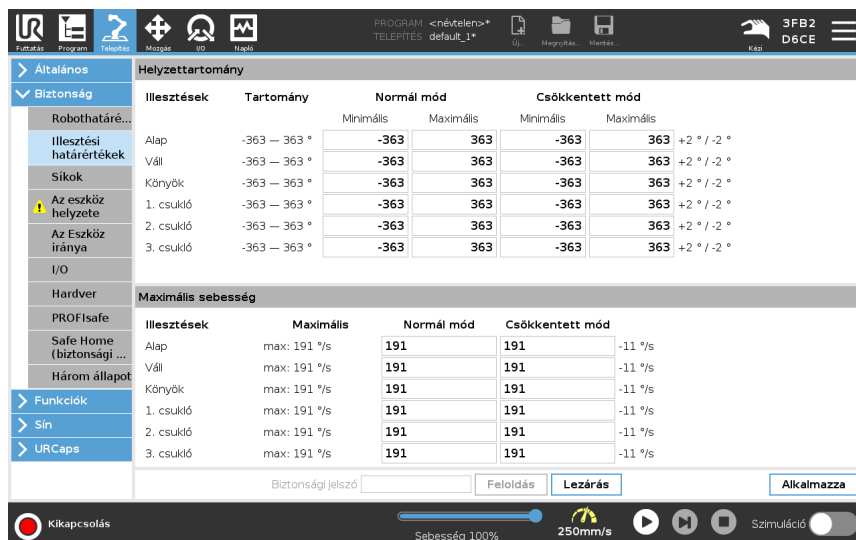 Futtatás Program Telepítés Mozgás I/O Napló
PROGRAM <névtelen>*
TELEPÍTÉS default_1*
Új... Megnyitás... Mentés...
Kézi
3FB2
D6CE
Általános
Biztonság
Robothatáré...
Illesztési
határértékek
Síkok
Az eszköz
helyzete
Az Eszköz
iránya
I/O
Hardver
PROFIsafe
Safe Home
(biztonsági ...
Három állapot
Funkciók
Sín
URCaps
Helyzettartomány
Illesztések Tartomány Normál mód Csökkentett mód
Minimális Maximális Minimális Maximális
Alap -363 — 363 ° -363 363 -363 363 +2 ° / -2 °
Váll -363 — 363 ° -363 363 -363 363 +2 ° / -2 °
Könyök -363 — 363 ° -363 363 -363 363 +2 ° / -2 °
1. csukló -363 — 363 ° -363 363 -363 363 +2 ° / -2 °
2. csukló -363 — 363 ° -363 363 -363 363 +2 ° / -2 °
3. csukló -363 — 363 ° -363 363 -363 363 +2 ° / -2 °
Maximális sebesség
Illesztések Maximális Normál mód Csökkentett mód
Alap max: 191 °/s 191 191 -11 °/s
Váll max: 191 °/s 191 191 -11 °/s
Könyök max: 191 °/s 191 191 -11 °/s
1. csukló max: 191 °/s 191 191 -11 °/s
2. csukló max: 191 °/s 191 191 -11 °/s
3. csukló max: 191 °/s 191 191 -11 °/s
Biztonsági jelszó Feloldás Lezárás Alkalmazza
Kikapcsolás
Sebesség 100%
250mm/s
Szimuláció